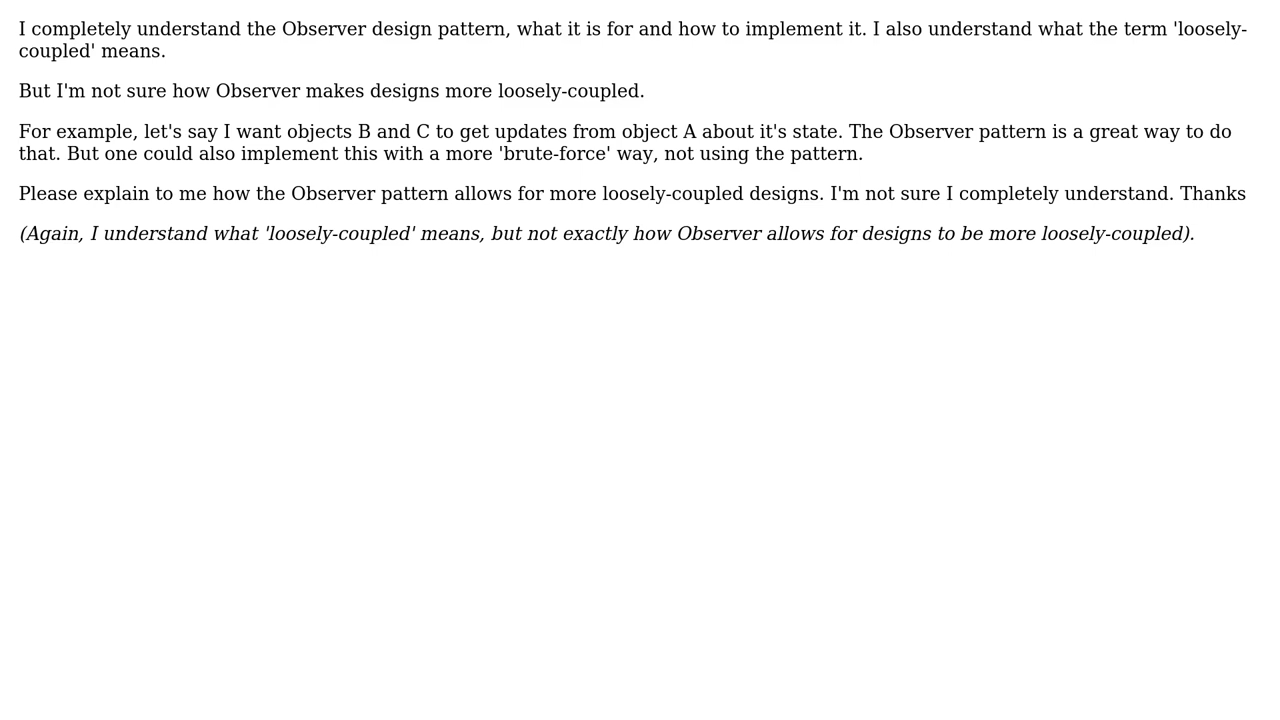 I completely understand the Observer design pattern, what it is for and how to implement it. I also understand what the term 'loosely-
coupled' means.
But I'm not sure how Observer makes designs more loosely-coupled.
For example, let's say I want objects B and C to get updates from object A about it's state. The Observer pattern is a great way to do
that. But one could also implement this with a more 'brute-force' way, not using the pattern.
Please explain to me how the Observer pattern allows for more loosely-coupled designs. I'm not sure I completely understand. Thanks
(Again, I understand what 'loosely-coupled' means, but not exactly how Observer allows for designs to be more loosely-coupled).